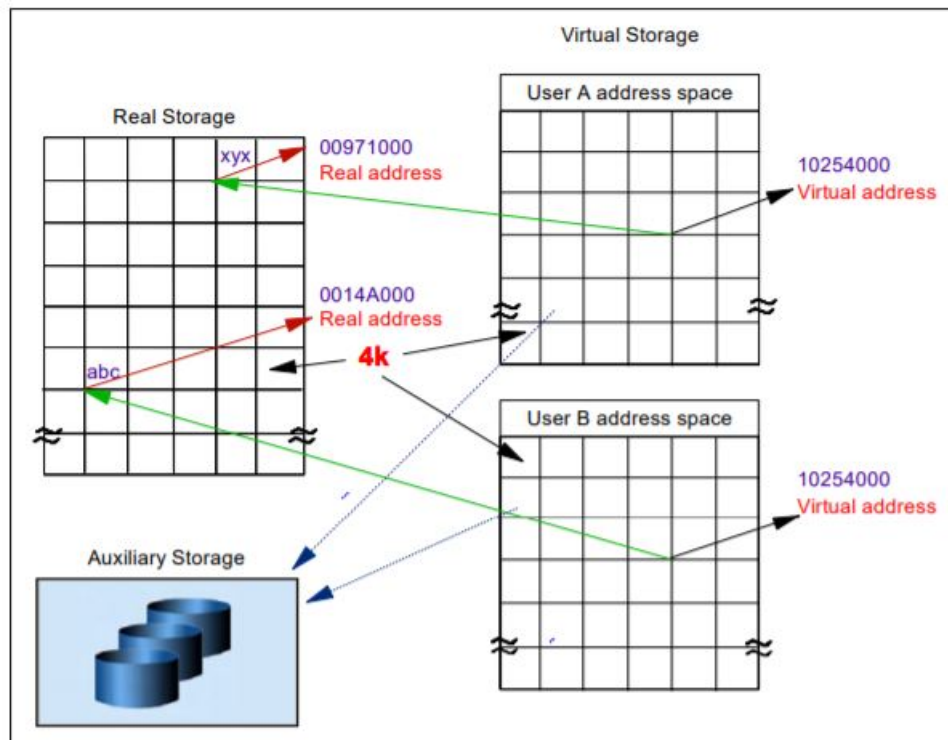 Virtual Storage
User A address space
Real Storage
xyx
00971000
Real address
10254000
Virtual address
0014A000
Real address
4k
abc
User B address space
10254000
Virtual address
Auxiliary Storage